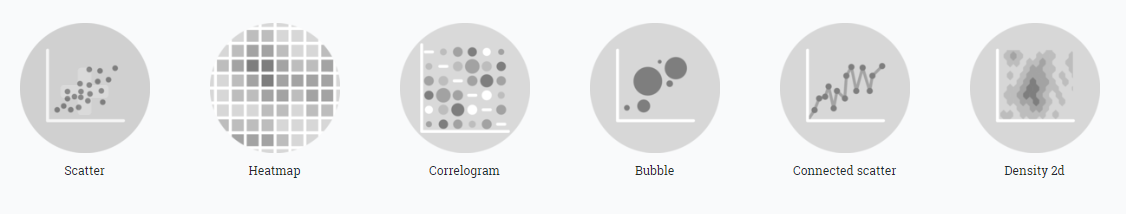 Scatter
Heatmap
Correlogram
Bubble
Connected scatter
Density 2d